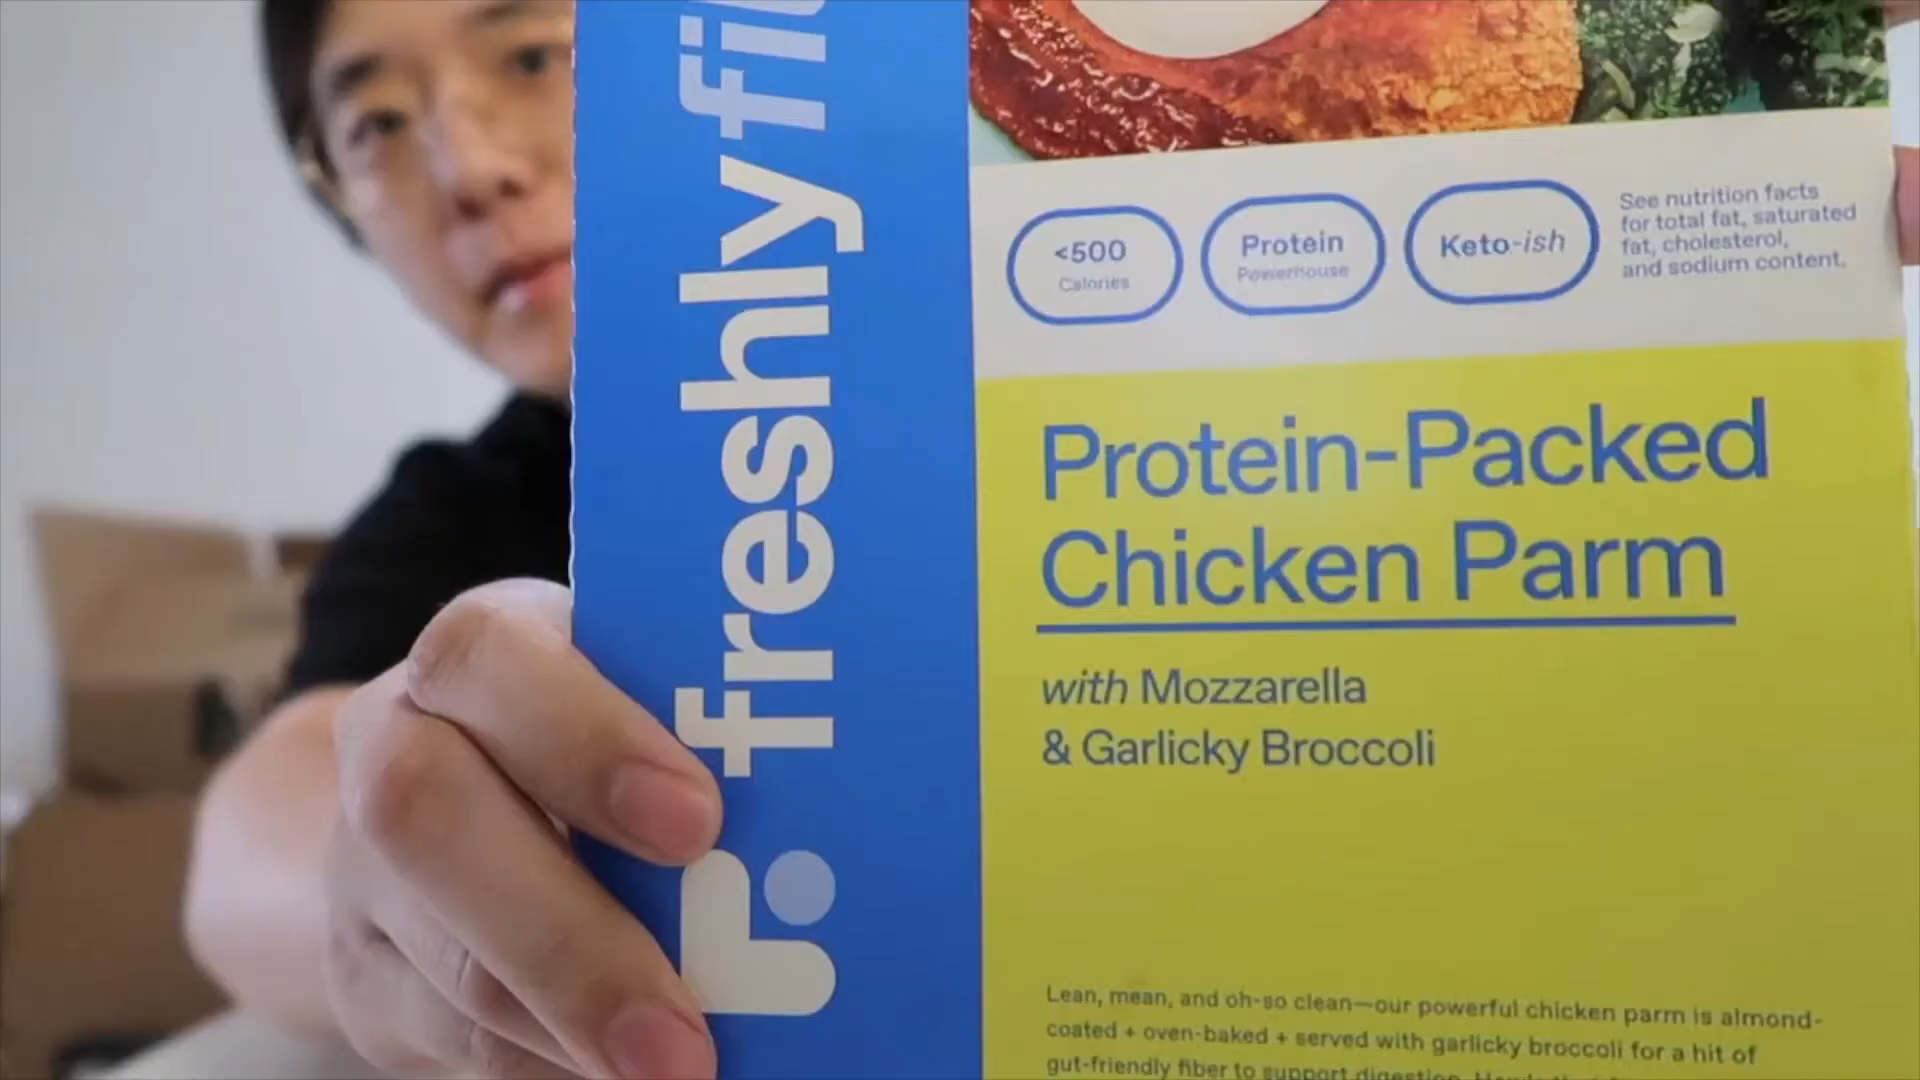 freshlyfi
<500
Calories
Protein
Powerhouse
Keto-ish
See nutrition facts
for total fat, saturated
fat, cholesterol,
and sodium content.
Protein-Packed
Chicken Parm
with Mozzarella
& Garlicky Broccoli
Lean, mean, and oh-so clean—our powerful chicken parm is almond-
coated + oven-baked + served with garlicky broccoli for a hit of
gut-friendly fiber to support digestion.